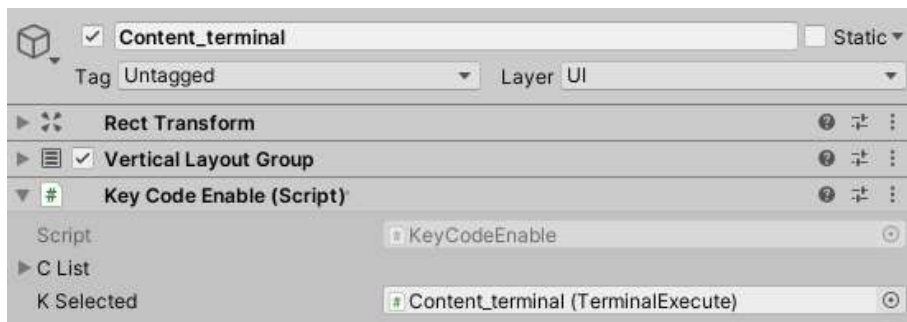 Content_terminal Static
Tag Untagged Layer UI
Rect Transform
Vertical Layout Group
# Key Code Enable (Script)
Script # KeyCodeEnable
C List
K Selected # Content_terminal (TerminalExecute)